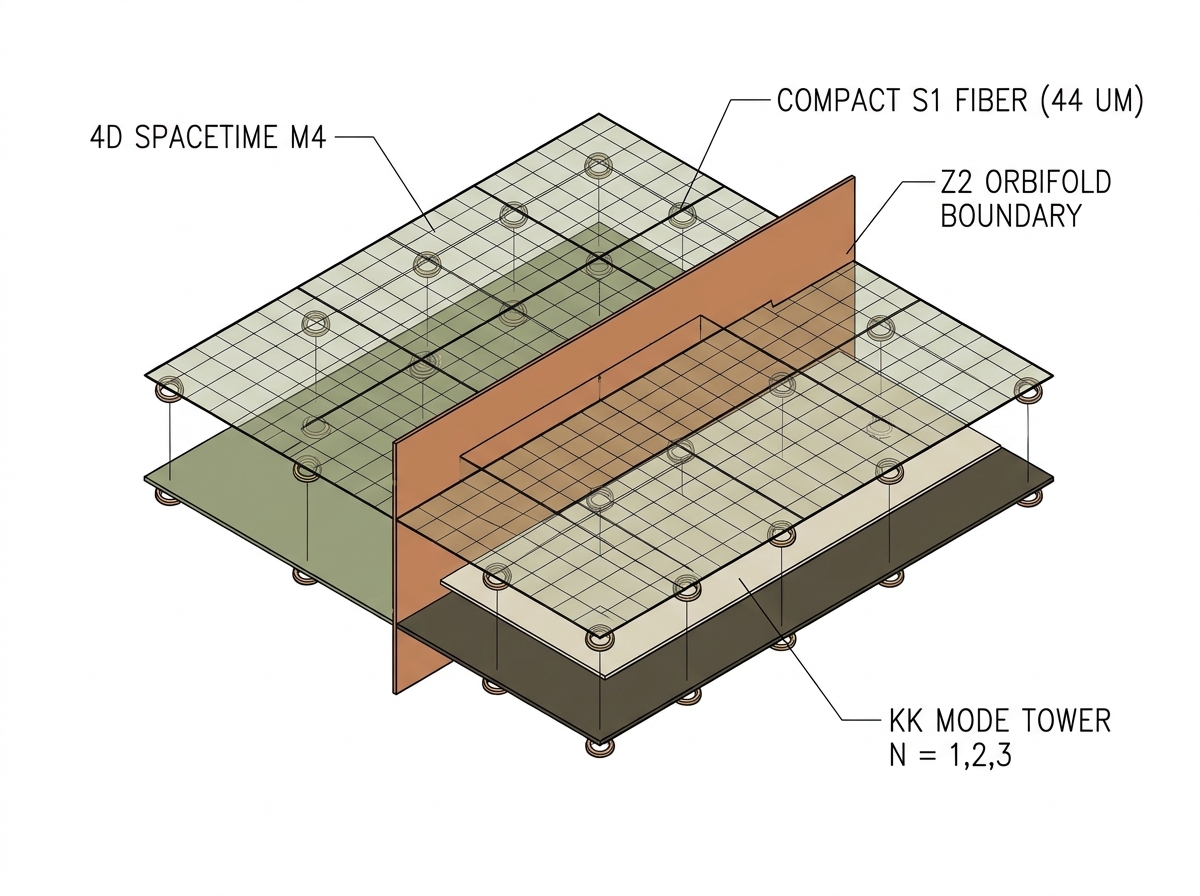 COMPACT S1 FIBER (44 UM)
4D SPACETIME M4
Z2 ORBIFOLD
BOUNDARY
KK MODE TOWER
N = 1,2,3